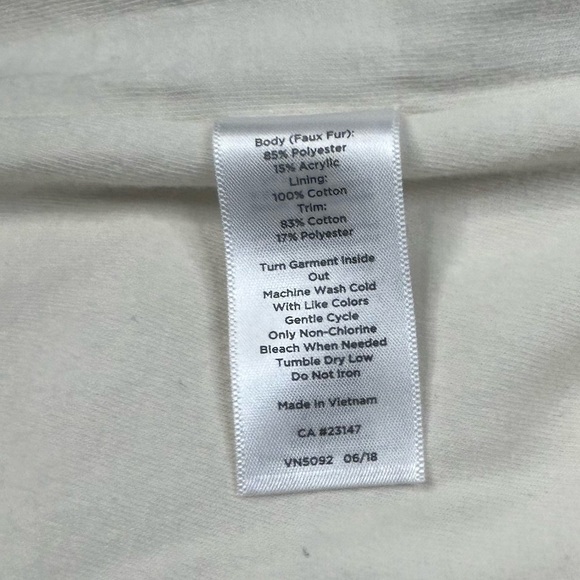 Body (Faux Fur):
85% Polyester
15% Acrylic
Lining:
100% Cotton
Trim:
83% Cotton
17% Polyester
Turn Garment Inside
Out
Machine Wash Cold
With Like Colors
Gentle Cycle
Only Non-Chlorine
Bleach When Needed
Tumble Dry Low
Do Not Iron
Made in Vietnam
CA #23147
VN5092 06/18